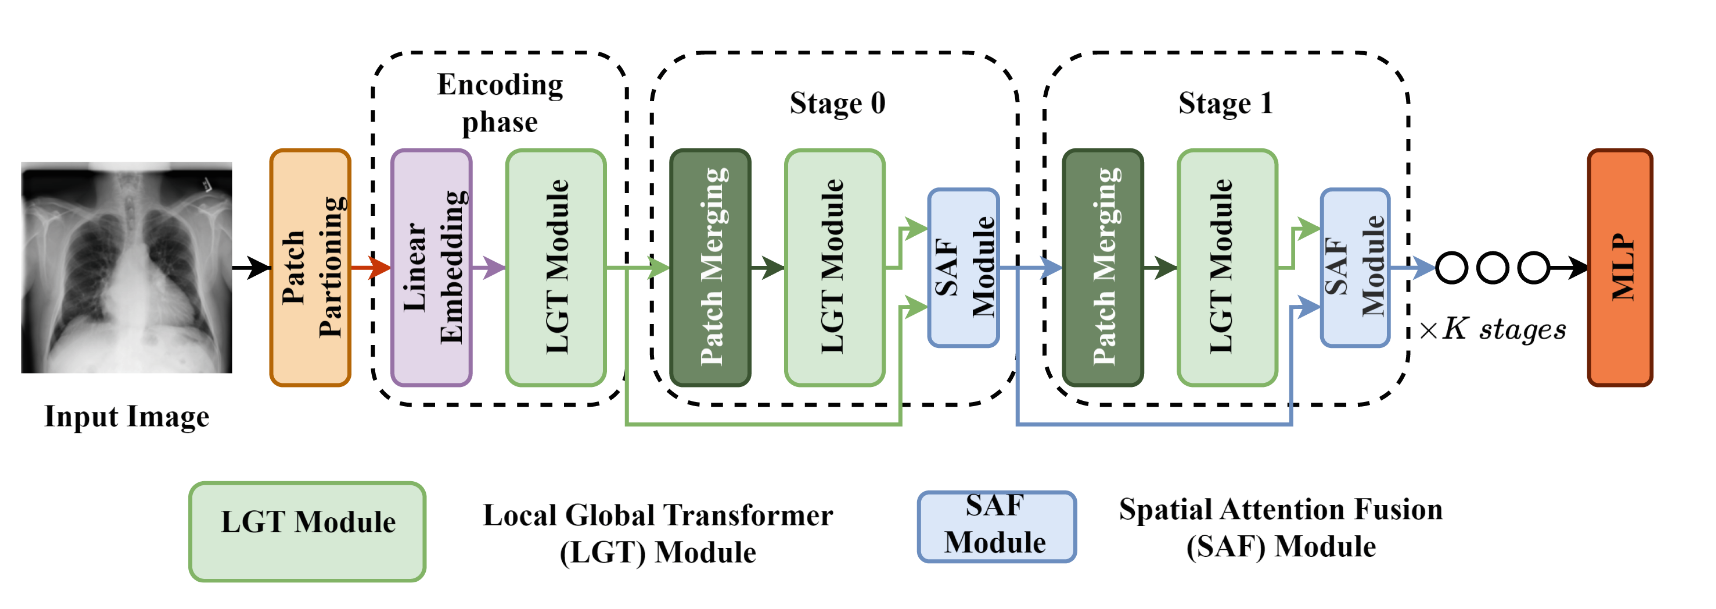 Encoding
phase
Stage 0
Stage 1
Patch
Partioning
Linear
Embedding
LGT Module
Patch Merging
LGT Module
SAF
Module
Patch Merging
LGT Module
SAF
Module
×K stages
MLP
Input Image
LGT Module
Local Global Transformer
(LGT) Module
SAF
Module
Spatial Attention Fusion
(SAF) Module